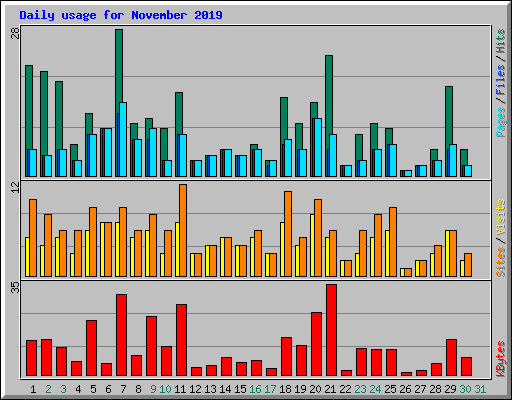 Daily usage for November 2019
28
Pages / Files / Hits
12
Sites / Visits
35
KBytes
1 2 3 4 5 6 7 8 9 10 11 12 13 14 15 16 17 18 19 20 21 22 23 24 25 26 27 28 29 30 31